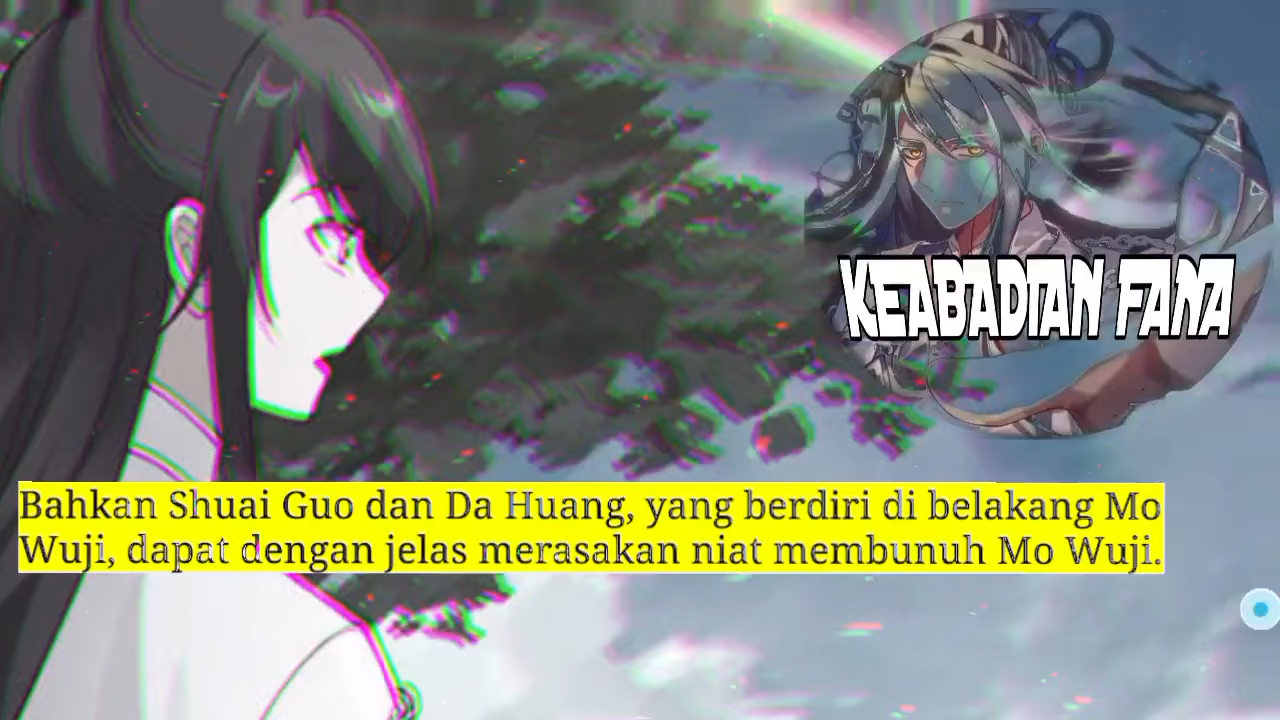 KEABADIAN FANA
Bahkan Shuai Guo dan Da Huang, yang berdiri di belakang Mo
Wuji, dapat dengan jelas merasakan niat membunuh Mo Wuji.